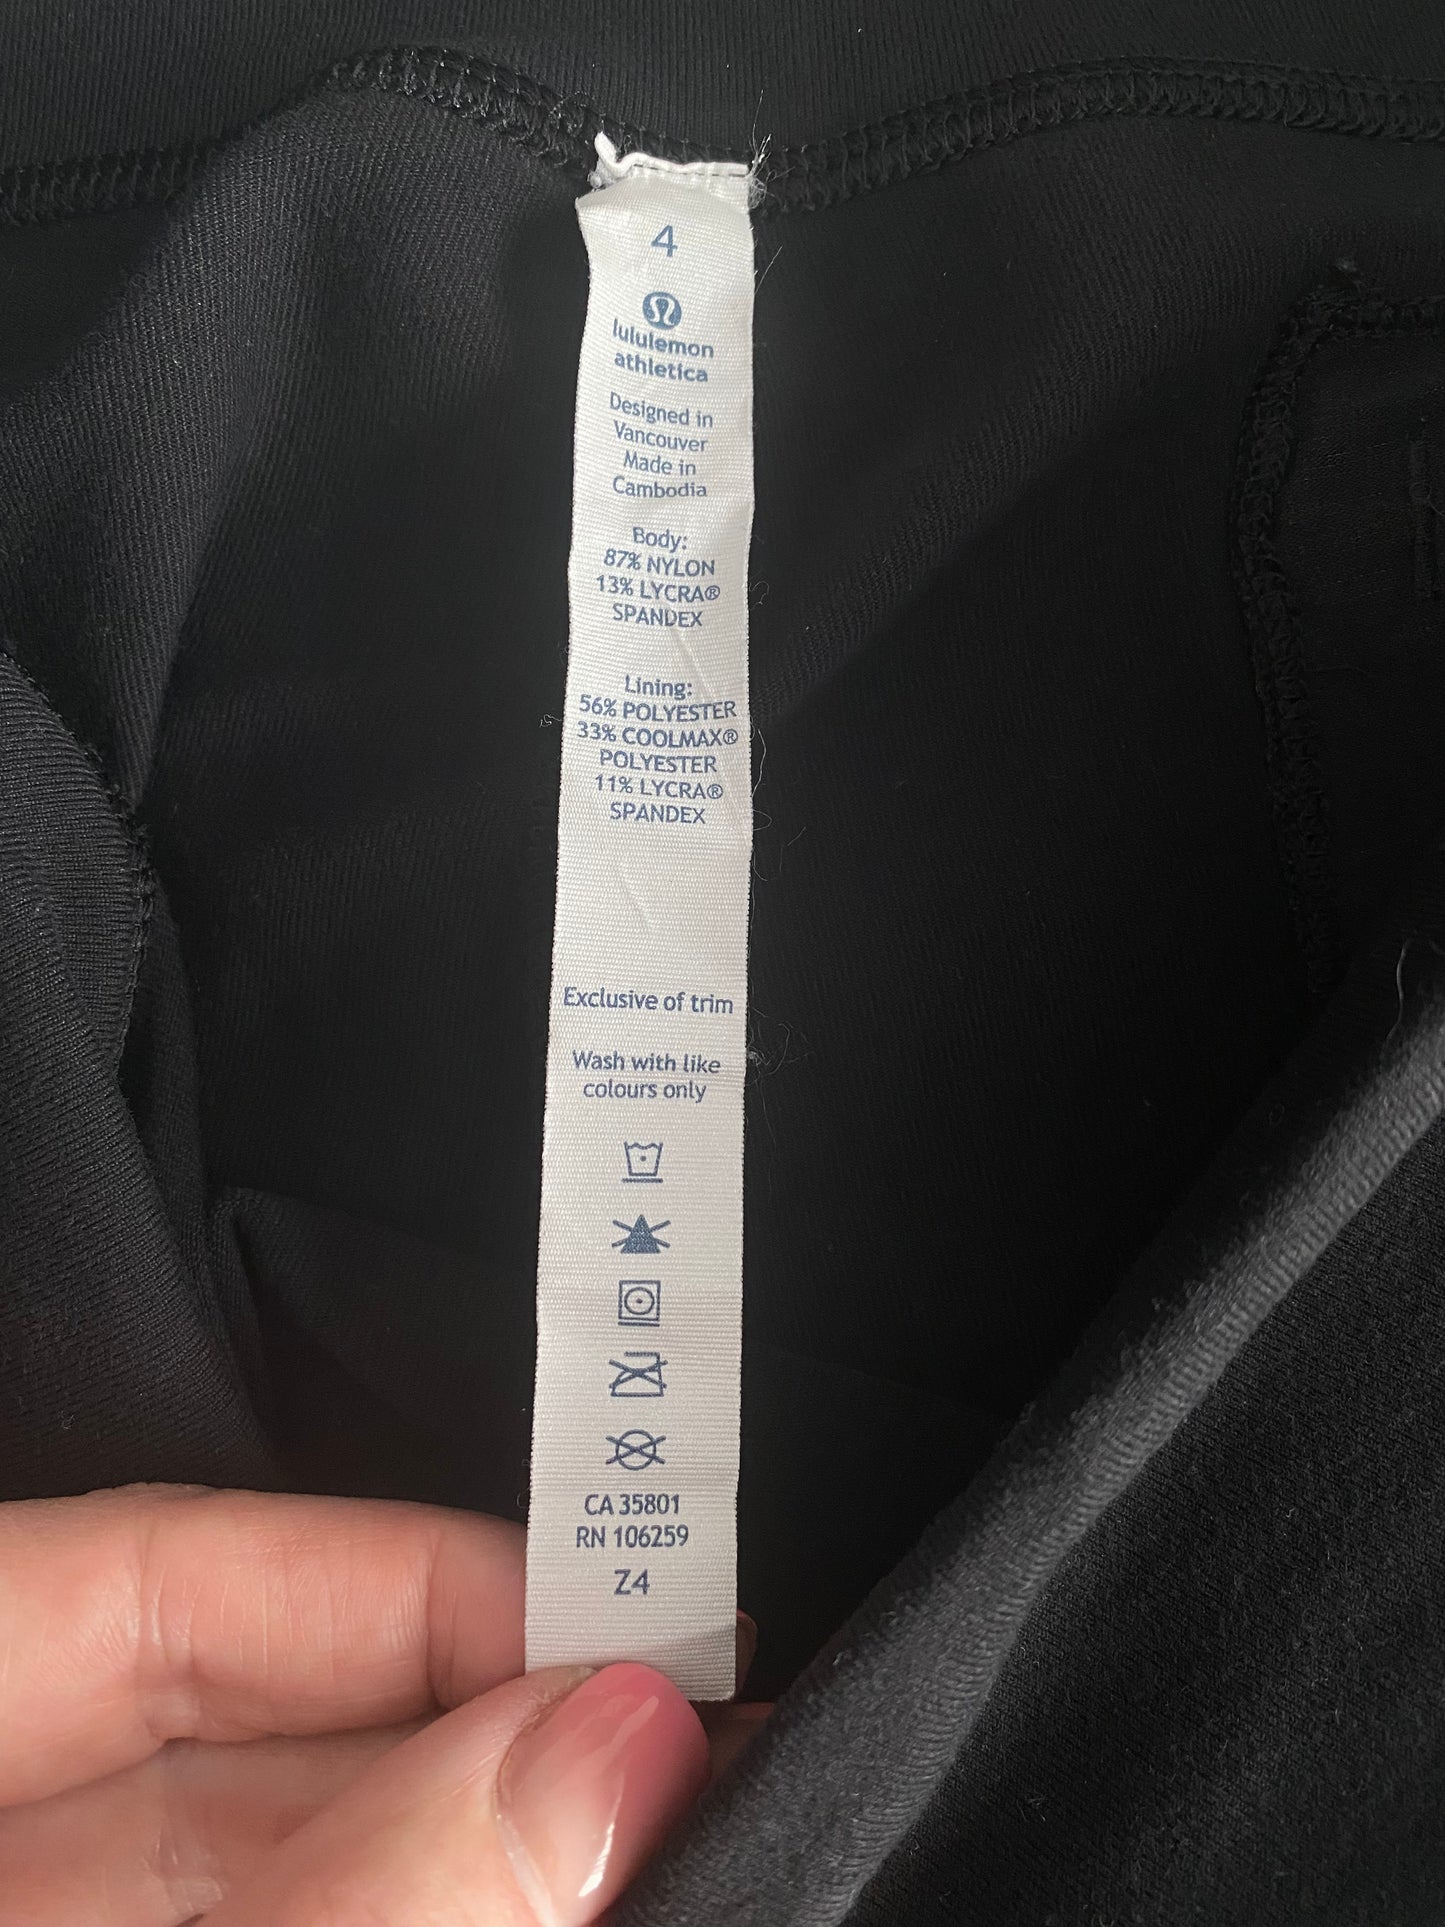 4
lululemon
athletica
Designed in
Vancouver
Made in
Cambodia
Body:
87% NYLON
13% LYCRA®
SPANDEX
Lining:
56% POLYESTER
33% COOLMAX®
POLYESTER
11% LYCRA®
SPANDEX
Exclusive of trim
Wash with like
colours only
CA 35801
RN 106259
Z4